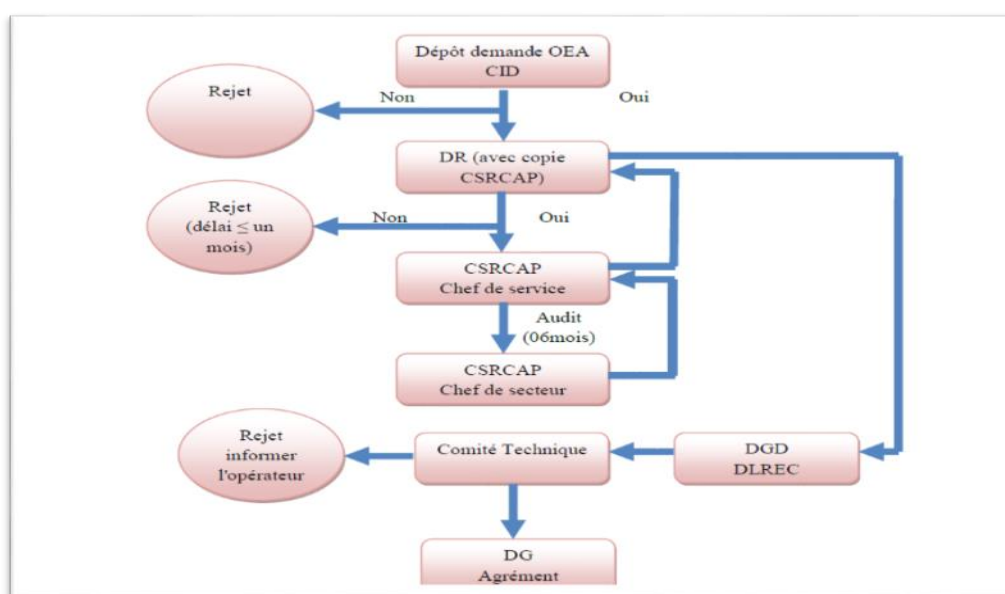 Dépôt demande OEA
CID
Rejet
Non
Oui
DR (avec copie
CSRCAP)
Rejet
(délai ≤ un
mois)
Non
Oui
CSRCAP
Chef de service
Audit
(06mois)
CSRCAP
Chef de secteur
Rejet
informer
l'opérateur
Comité Technique
DGD
DLREC
DG
Agrément